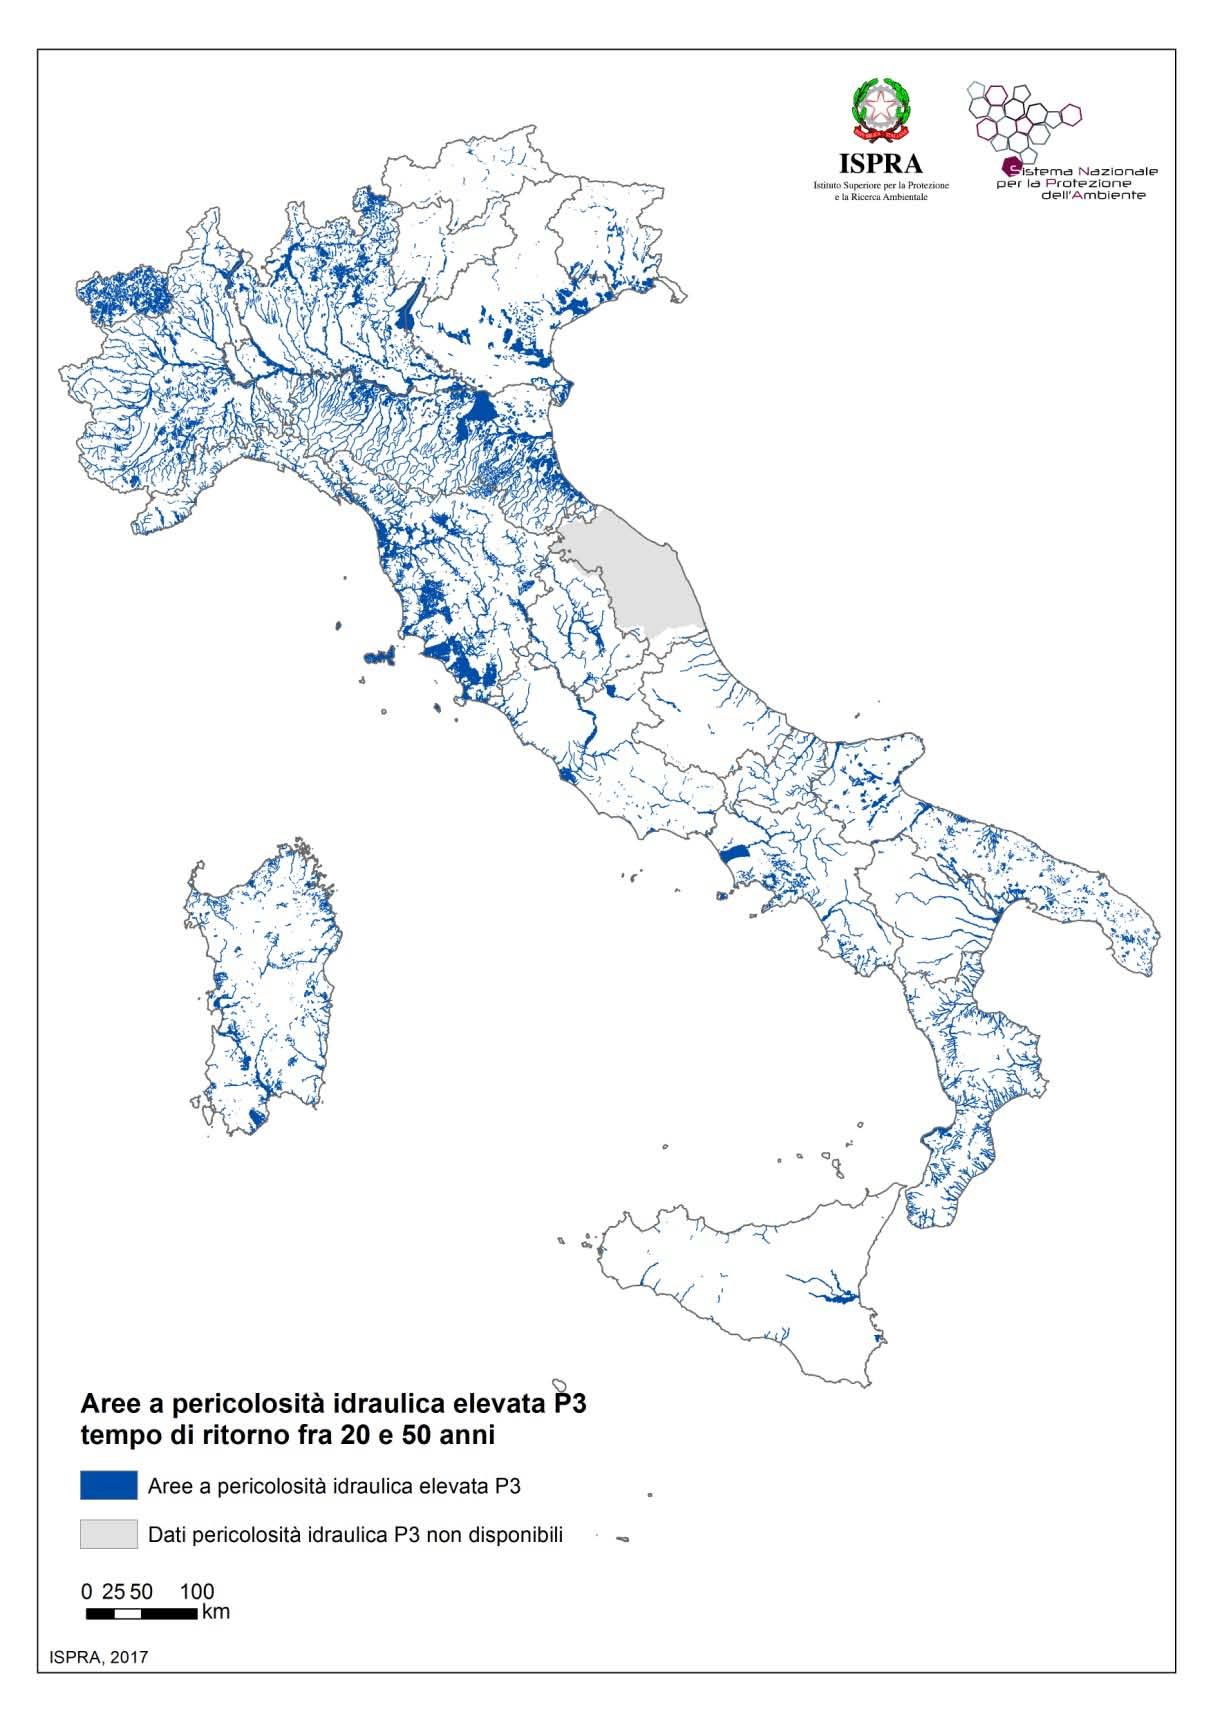 REPVBBLICA ITALIANA
ISPRA
Istituto Superiore per la Protezione
e la Ricerca Ambientale
Sistema Nazionale
per la Protezione
dell'Ambiente
Aree a pericolosità idraulica elevata P3
tempo di ritorno fra 20 e 50 anni
Aree a pericolosità idraulica elevata P3
Dati pericolosità idraulica P3 non disponibili
0 25 50 100
km
ISPRA, 2017